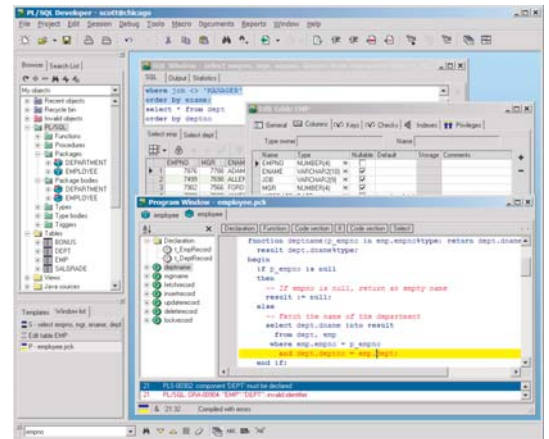 PL/SQL Developer - scott@chicago
File Project Edit Session Debug Tools Macro Documents Reports Window Help
Browser Search List
My objects
Recent objects
Recycle bin
Invalid objects
PL/SQL
Functions
Procedures
Packages
DEPARTMENT
EMPLOYEE
Package bodies
DEPARTMENT
EMPLOYEE
Types
Type bodies
Triggers
Tables
BONUS
DEPT
EMP
SALGRADE
Views
Java sources
Templates Window list
S - select empno, mgr, ename, dept
Edit table EMP
P - employee.pck
SQL Output Statistics
where job <> 'MANAGER'
order by ename;
select * from dept
order by deptno
Select emp Select dept
EMPNO MGR ENAM
1 7876 7788 ADAM
2 7499 7698 ALLEN
3 7902 7566 FORD
Edit table EMP
General Columns Keys Checks Indexes Privileges
Type owner Name
Name Type Nullable Default Storage Comments
EMPNO NUMBER(4)
ENAME VARCHAR2(10)
JOB VARCHAR2(9)
MGR NUMBER(4)
Program Window - employee.pck
employee employee
Declaration Function Code section If Code section Select
Declaration
t_EmpRecord
t_DeptRecord
deptname
mgrname
fetchrecord
insertrecord
updaterecord
deleterecord
lockrecord
function deptname(p_empno in emp.empno%type) return dept.dname
result dept.dname%type;
begin
if p_empno is null
then
-- If empno is null, return an empty name
result := null;
else
-- Fetch the name of the department
select dept.dname into result
from dept, emp
where emp.empno = p_empno
and dept.deptno = emp.dept;
end if;
21 PLS-00302: component 'DEPT' must be declared
21 PL/SQL: ORA-00904: "EMP"."DEPT": invalid identifier
& 21:32 Compiled with errors
empno